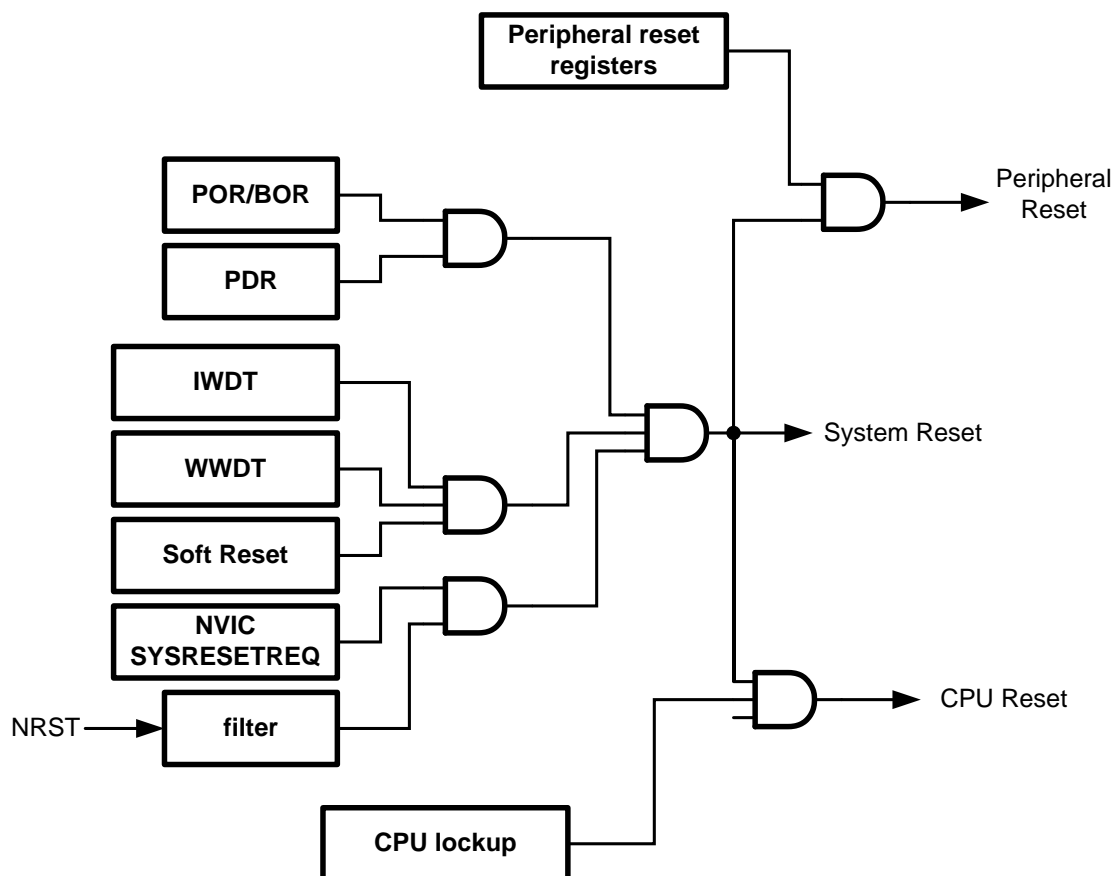 Peripheral reset
registers
POR/BOR
Peripheral
Reset
PDR
IWDT
System Reset
WWDT
Soft Reset
NVIC
SYSRESETREQ
CPU Reset
NRST
filter
CPU lockup